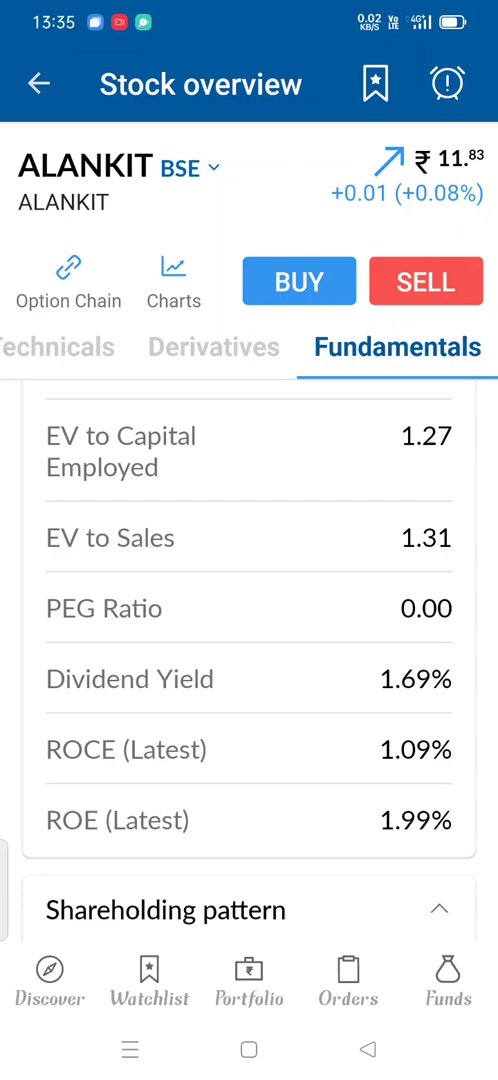 13:35
0.02 KB/S Vo LTE 4G+
Stock overview
ALANKIT BSE
₹ 11.83
ALANKIT
+0.01 (+0.08%)
Option Chain
Charts
BUY
SELL
echnicals
Derivatives
Fundamentals
EV to Capital
Employed
1.27
EV to Sales
1.31
PEG Ratio
0.00
Dividend Yield
1.69%
ROCE (Latest)
1.09%
ROE (Latest)
1.99%
Shareholding pattern
Discover
Watchlist
Portfolio
Orders
Funds